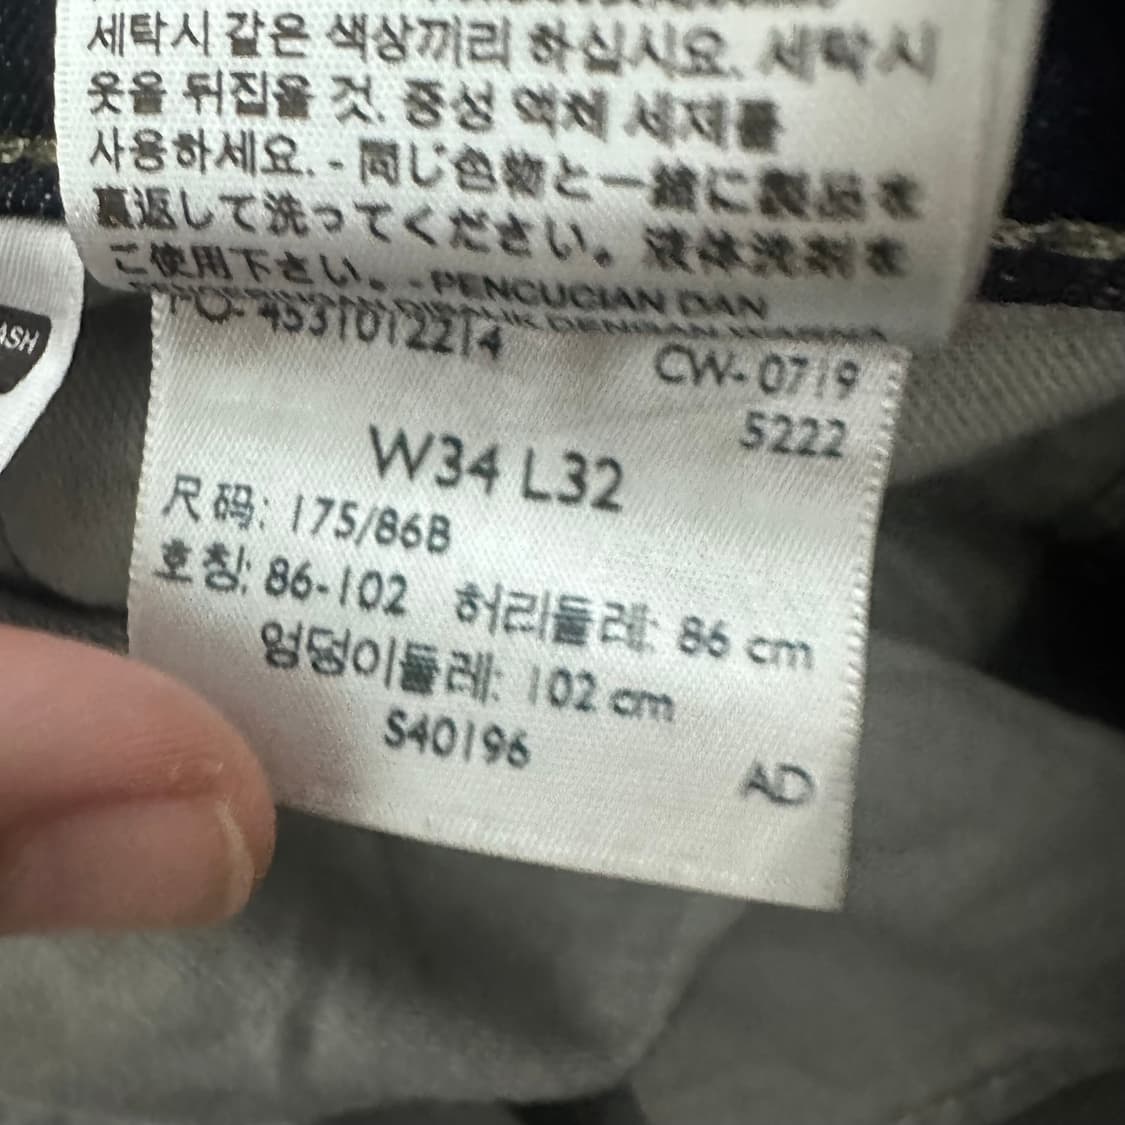 세탁시 같은 색상끼리 하십시요. 세탁시
옷을 뒤집을 것. 중성 액체 세제를
사용하세요. - 同じ色物と一緒に製品を
裏返して洗ってください。液体洗剤を
ご使用下さい。 - PENCUCIAN DAN
ASH
PO- 4531012214
CW- 0719
5222
W34 L32
尺码: 175/86B
호칭: 86-102 허리둘레: 86 cm
엉덩이둘레: 102 cm
S40196
AD